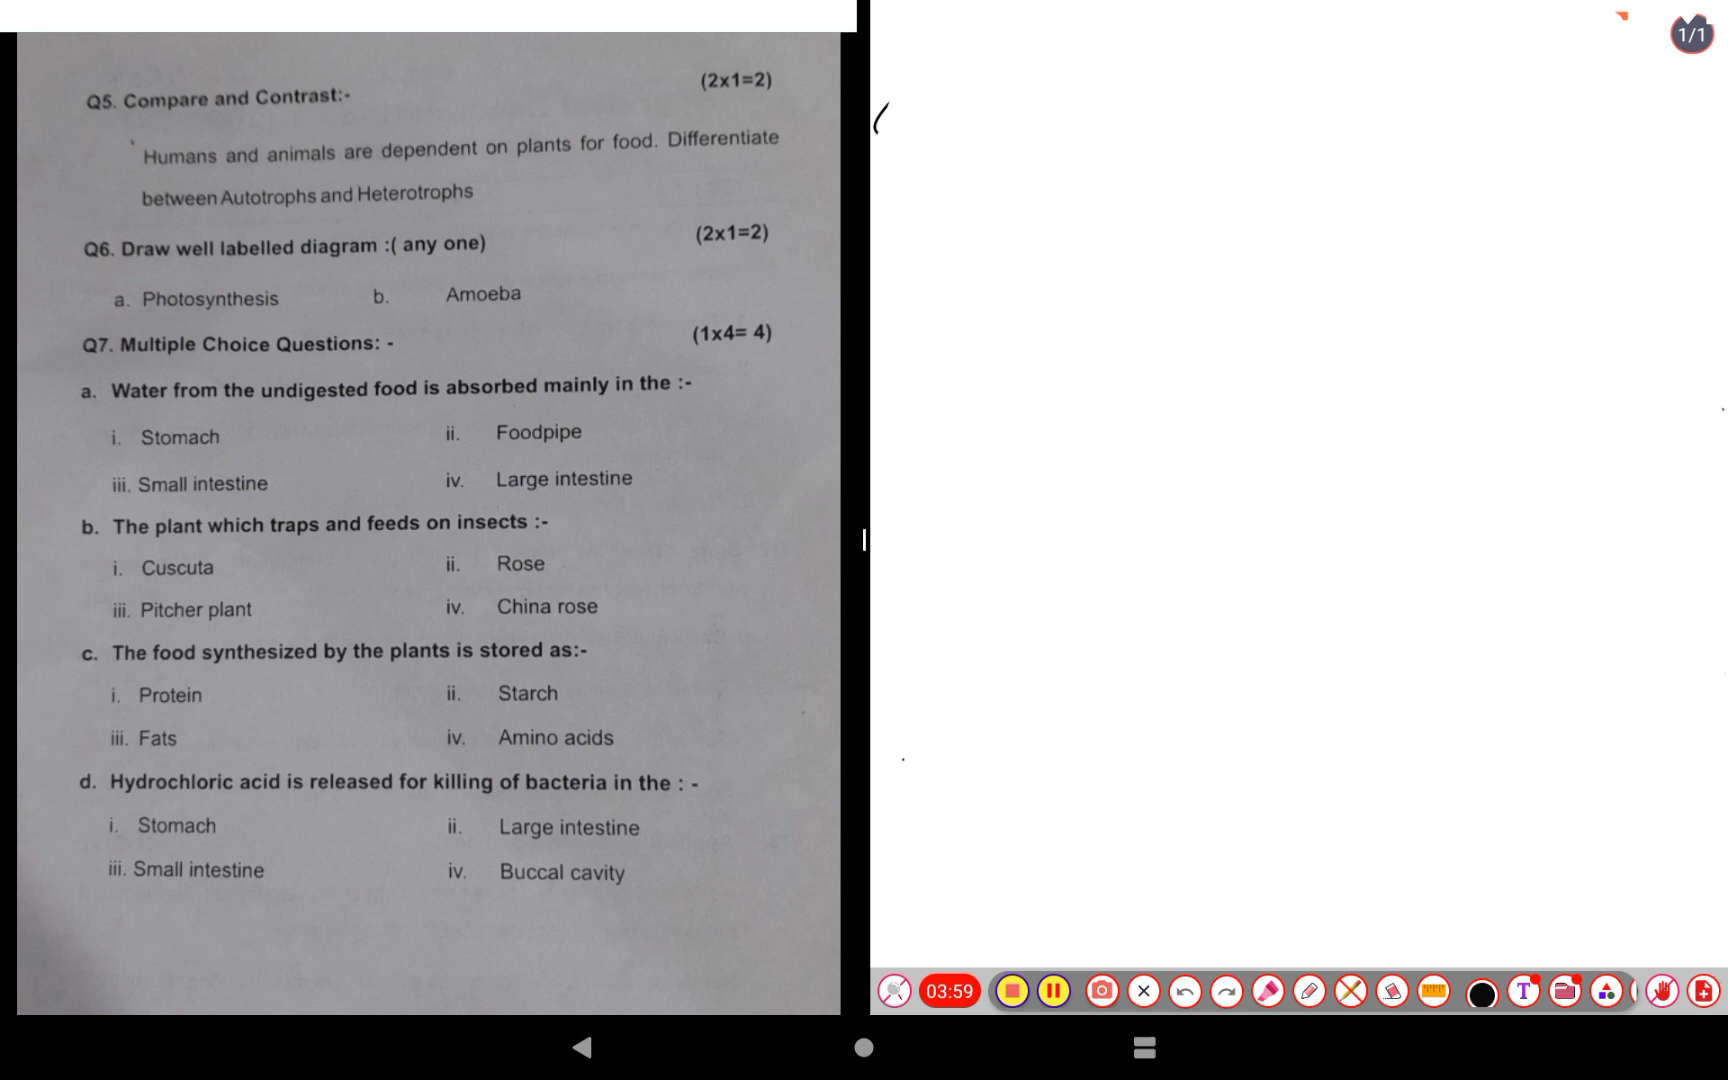 Q5. Compare and Contrast:- (2x1=2)
Humans and animals are dependent on plants for food. Differentiate
between Autotrophs and Heterotrophs
Q6. Draw well labelled diagram :( any one) (2x1=2)
a. Photosynthesis b. Amoeba
Q7. Multiple Choice Questions: - (1x4= 4)
a. Water from the undigested food is absorbed mainly in the :-
i. Stomach ii. Foodpipe
iii. Small intestine iv. Large intestine
b. The plant which traps and feeds on insects :-
i. Cuscuta ii. Rose
iii. Pitcher plant iv. China rose
c. The food synthesized by the plants is stored as:-
i. Protein ii. Starch
iii. Fats iv. Amino acids
d. Hydrochloric acid is released for killing of bacteria in the : -
i. Stomach ii. Large intestine
iii. Small intestine iv. Buccal cavity
1/1
03:59
T